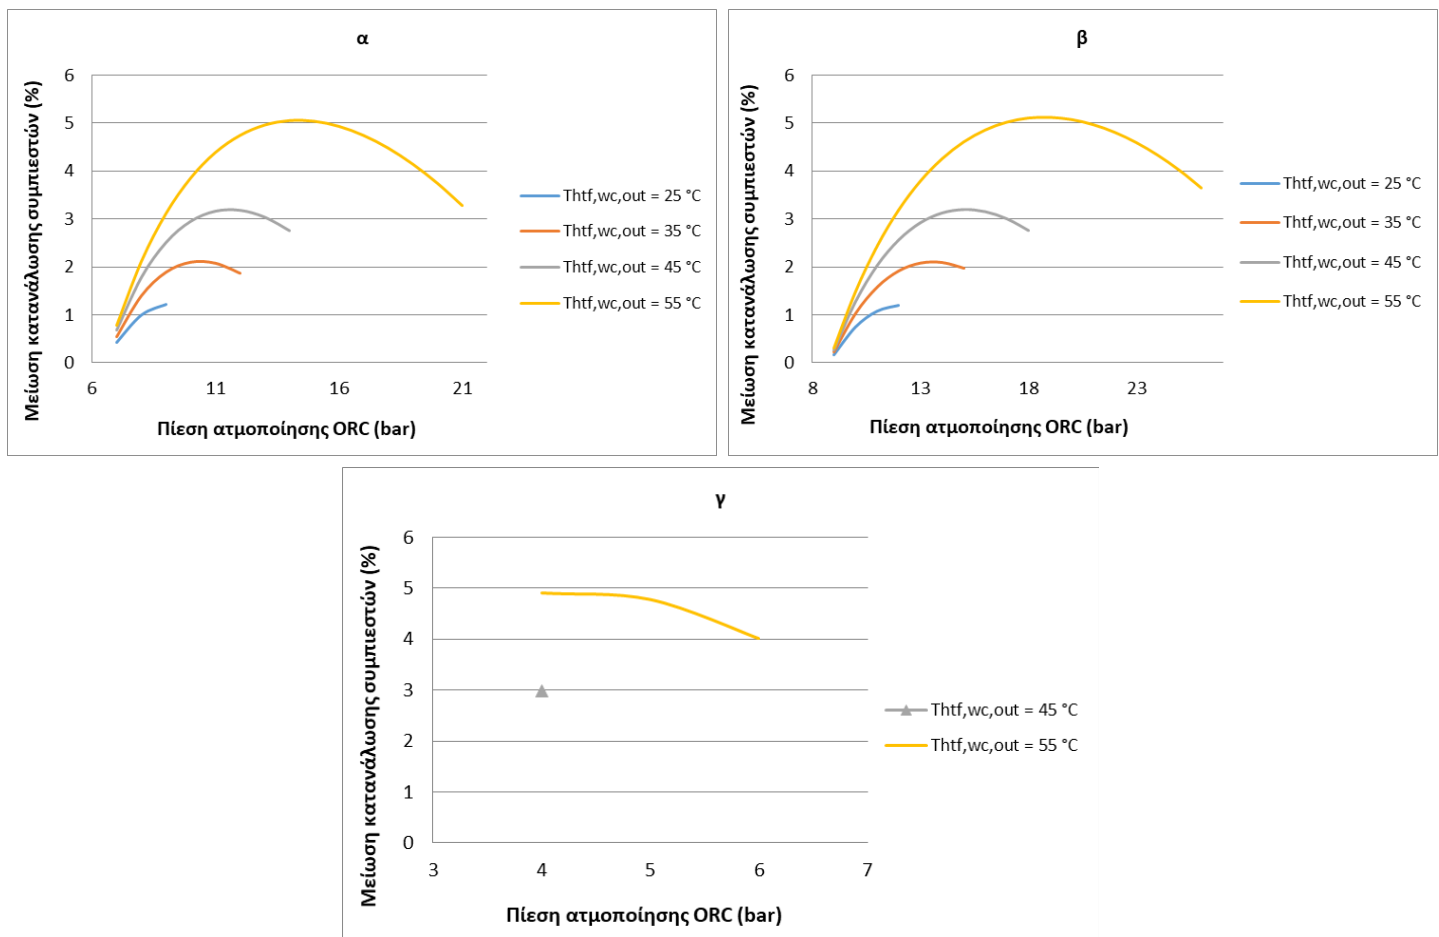 α
Μείωση κατανάλωσης συμπιεστών (%)
6
5
4
3
2
1
0
6 11 16 21
Πίεση ατμοποίησης ORC (bar)
Thtf,wc,out = 25 °C
Thtf,wc,out = 35 °C
Thtf,wc,out = 45 °C
Thtf,wc,out = 55 °C
β
Μείωση κατανάλωσης συμπιεστών (%)
6
5
4
3
2
1
0
8 13 18 23
Πίεση ατμοποίησης ORC (bar)
Thtf,wc,out = 25 °C
Thtf,wc,out = 35 °C
Thtf,wc,out = 45 °C
Thtf,wc,out = 55 °C
γ
Μείωση κατανάλωσης συμπιεστών (%)
6
5
4
3
2
1
0
3 4 5 6 7
Πίεση ατμοποίησης ORC (bar)
Thtf,wc,out = 45 °C
Thtf,wc,out = 55 °C